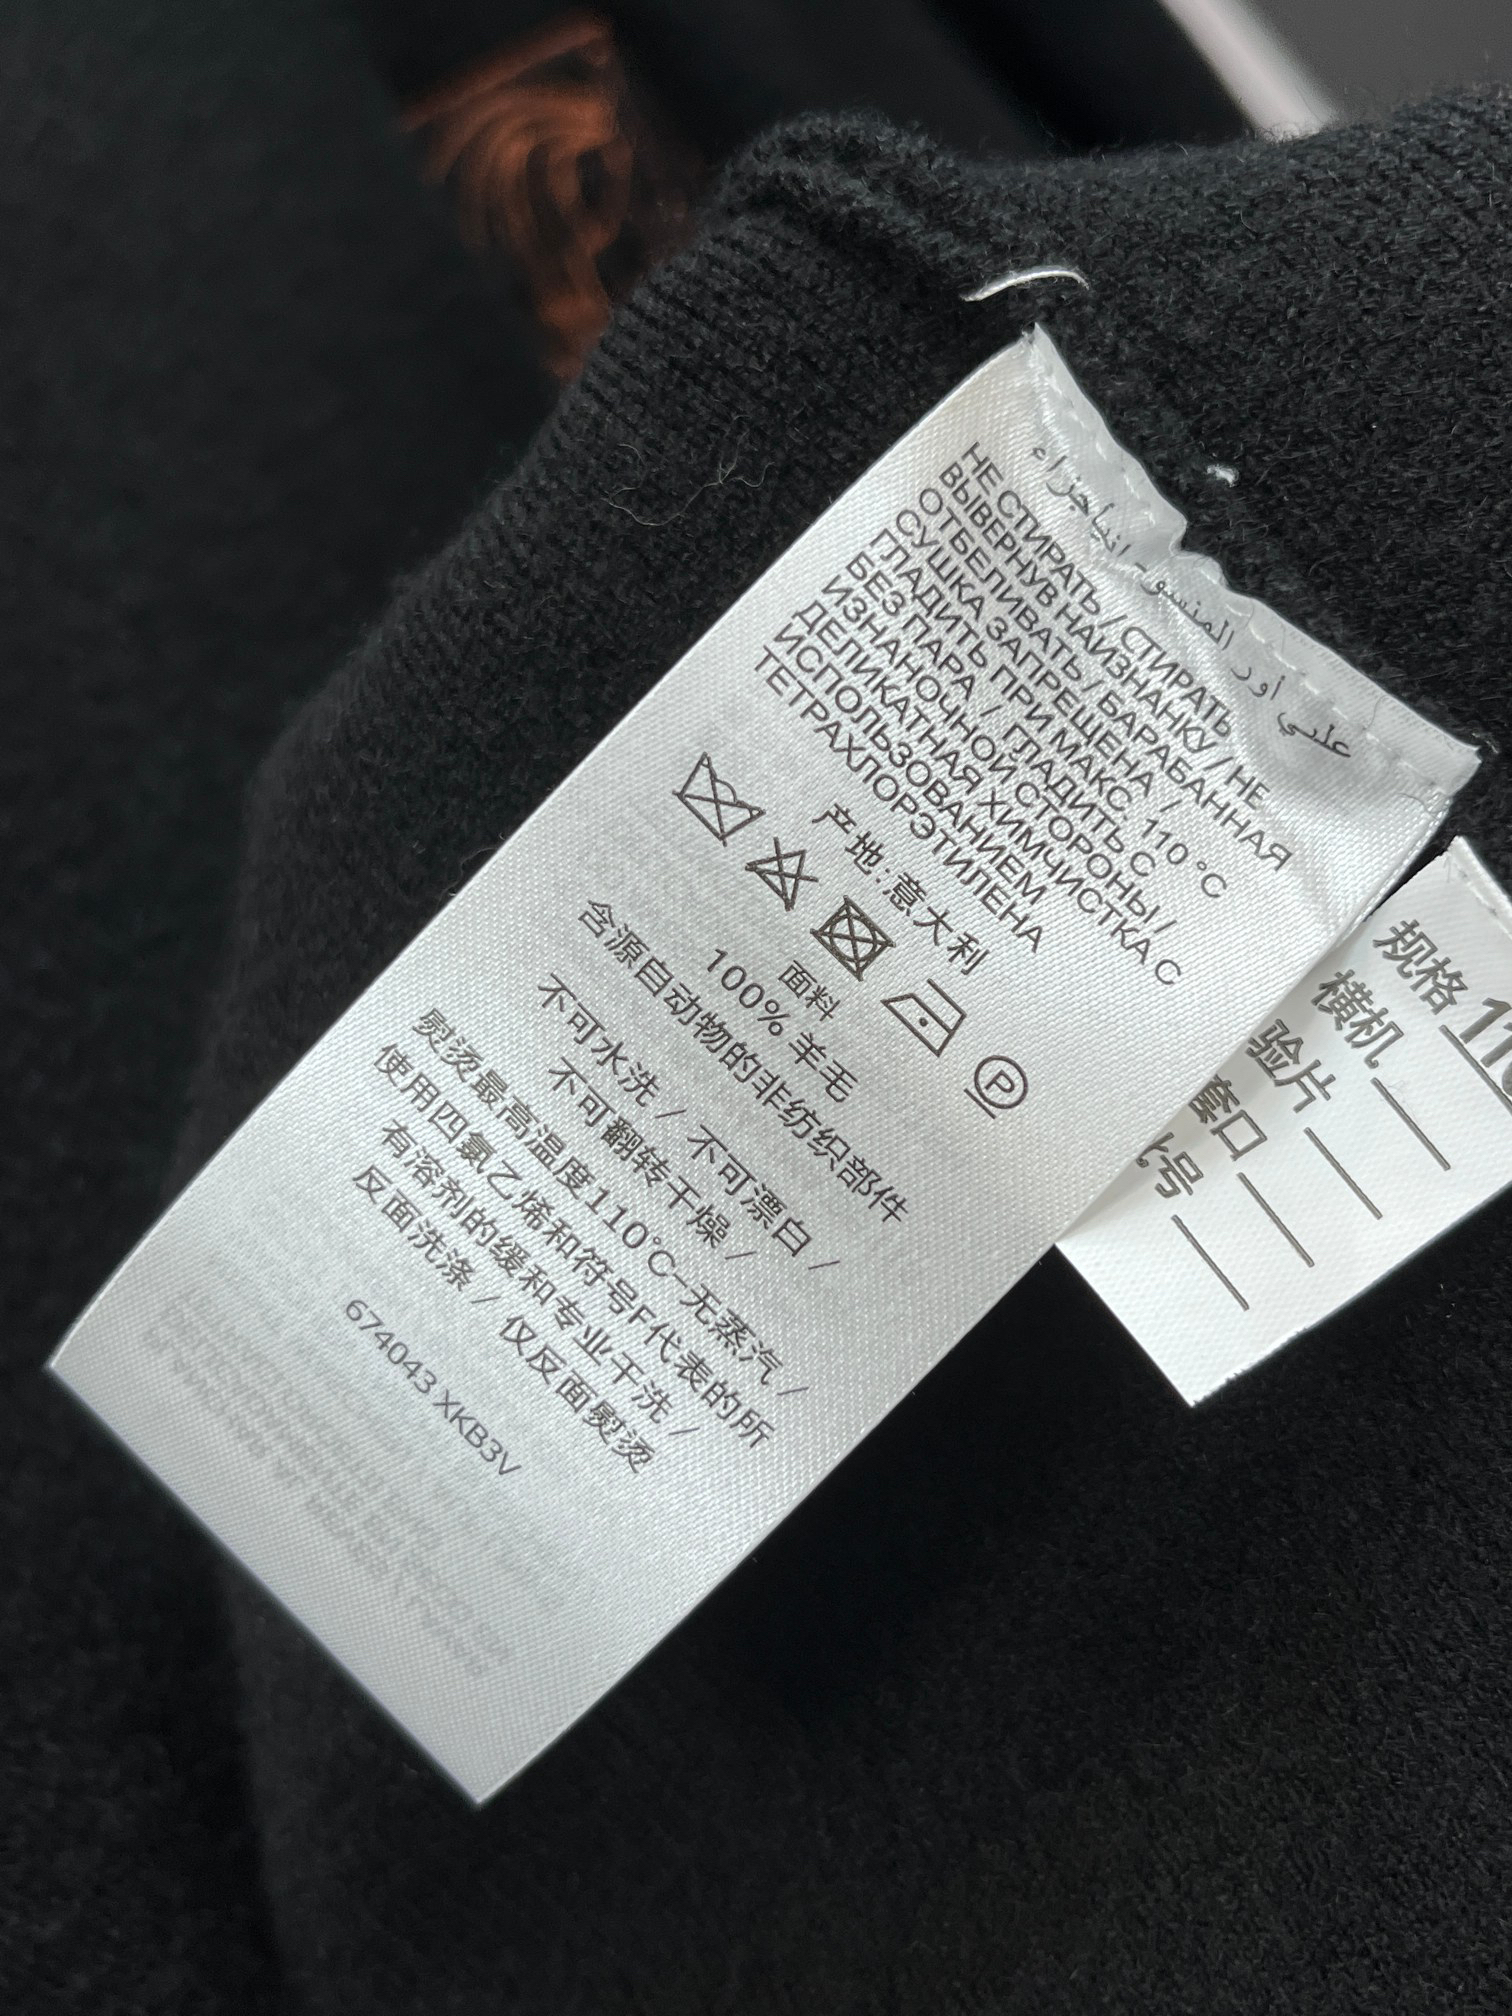 НЕ СТИРАТЬ / СТИРАТЬ
ВЫВЕРНУВ НАИЗНАНКУ / НЕ
ОТБЕЛИВАТЬ / БАРАБАННАЯ
СУШКА ЗАПРЕЩЕНА /
ГЛАДИТЬ ПРИ МАКС. 110 °C
БЕЗ ПАРА / ГЛАДИТЬ С
ИЗНАНОЧНОЙ СТОРОНЫ /
ДЕЛИКАТНАЯ ХИМЧИСТКА С
ИСПОЛЬЗОВАНИЕМ
ТЕТРАХЛОРЭТИЛЕНА
产地:意大利
P
面料
100% 羊毛
含源自动物的非纺织部件
不可水洗 / 不可漂白 /
不可翻转干燥 /
熨烫最高温度110°C-无蒸汽 /
使用四氯乙烯和符号F代表的所
有溶剂的缓和专业干洗 /
反面洗涤 / 仅反面熨烫
674043 XKB3V
规格
横机
验片
套口
号